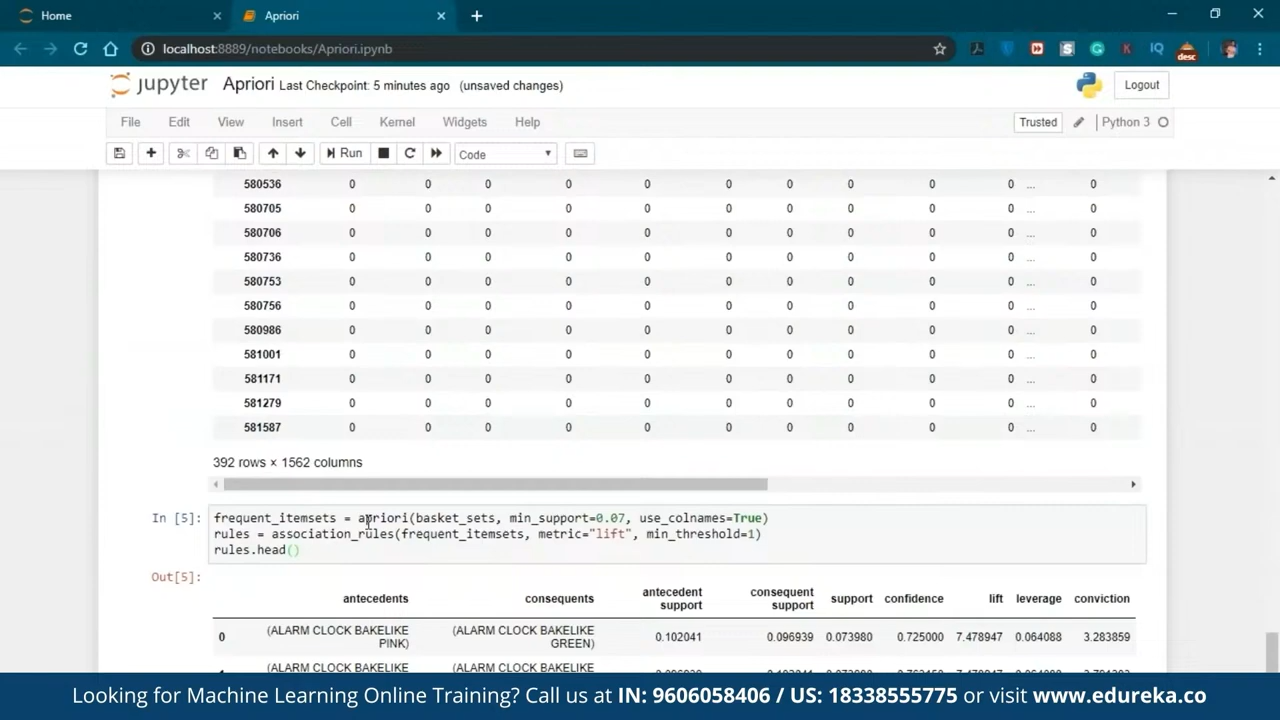 Home
Apriori
localhost:8889/notebooks/Apriori.ipynb
desc
jupyter Apriori Last Checkpoint: 5 minutes ago (unsaved changes)
Logout
File Edit View Insert Cell Kernel Widgets Help
Trusted
Python 3
Run
Code
580536 0 0 0 0 0 0 0 0 0 ... 0
580705 0 0 0 0 0 0 0 0 0 ... 0
580706 0 0 0 0 0 0 0 0 0 ... 0
580736 0 0 0 0 0 0 0 0 0 ... 0
580753 0 0 0 0 0 0 0 0 0 ... 0
580756 0 0 0 0 0 0 0 0 0 ... 0
580986 0 0 0 0 0 0 0 0 0 ... 0
581001 0 0 0 0 0 0 0 0 0 ... 0
581171 0 0 0 0 0 0 0 0 0 ... 0
581279 0 0 0 0 0 0 0 0 0 ... 0
581587 0 0 0 0 0 0 0 0 0 ... 0
392 rows × 1562 columns
In [5]: frequent_itemsets = apriori(basket_sets, min_support=0.07, use_colnames=True)
rules = association_rules(frequent_itemsets, metric="lift", min_threshold=1)
rules.head()
Out[5]:
antecedents consequents antecedent support consequent support support confidence lift leverage conviction
0 (ALARM CLOCK BAKELIKE PINK) (ALARM CLOCK BAKELIKE GREEN) 0.102041 0.096939 0.073980 0.725000 7.478947 0.064088 3.283859
(ALARM CLOCK BAKELIKE (ALARM CLOCK BAKELIKE
Looking for Machine Learning Online Training? Call us at IN: 9606058406 / US: 18338555775 or visit www.edureka.co